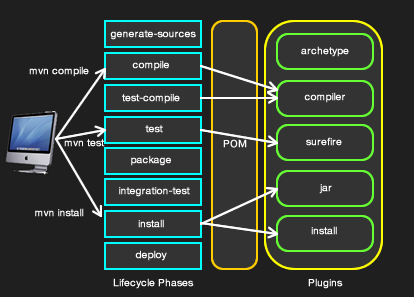 generate-sources
mvn compile
compile
test-compile
mvn test
test
package
integration-test
mvn install
install
deploy
Lifecycle Phases
POM
archetype
compiler
surefire
jar
install
Plugins